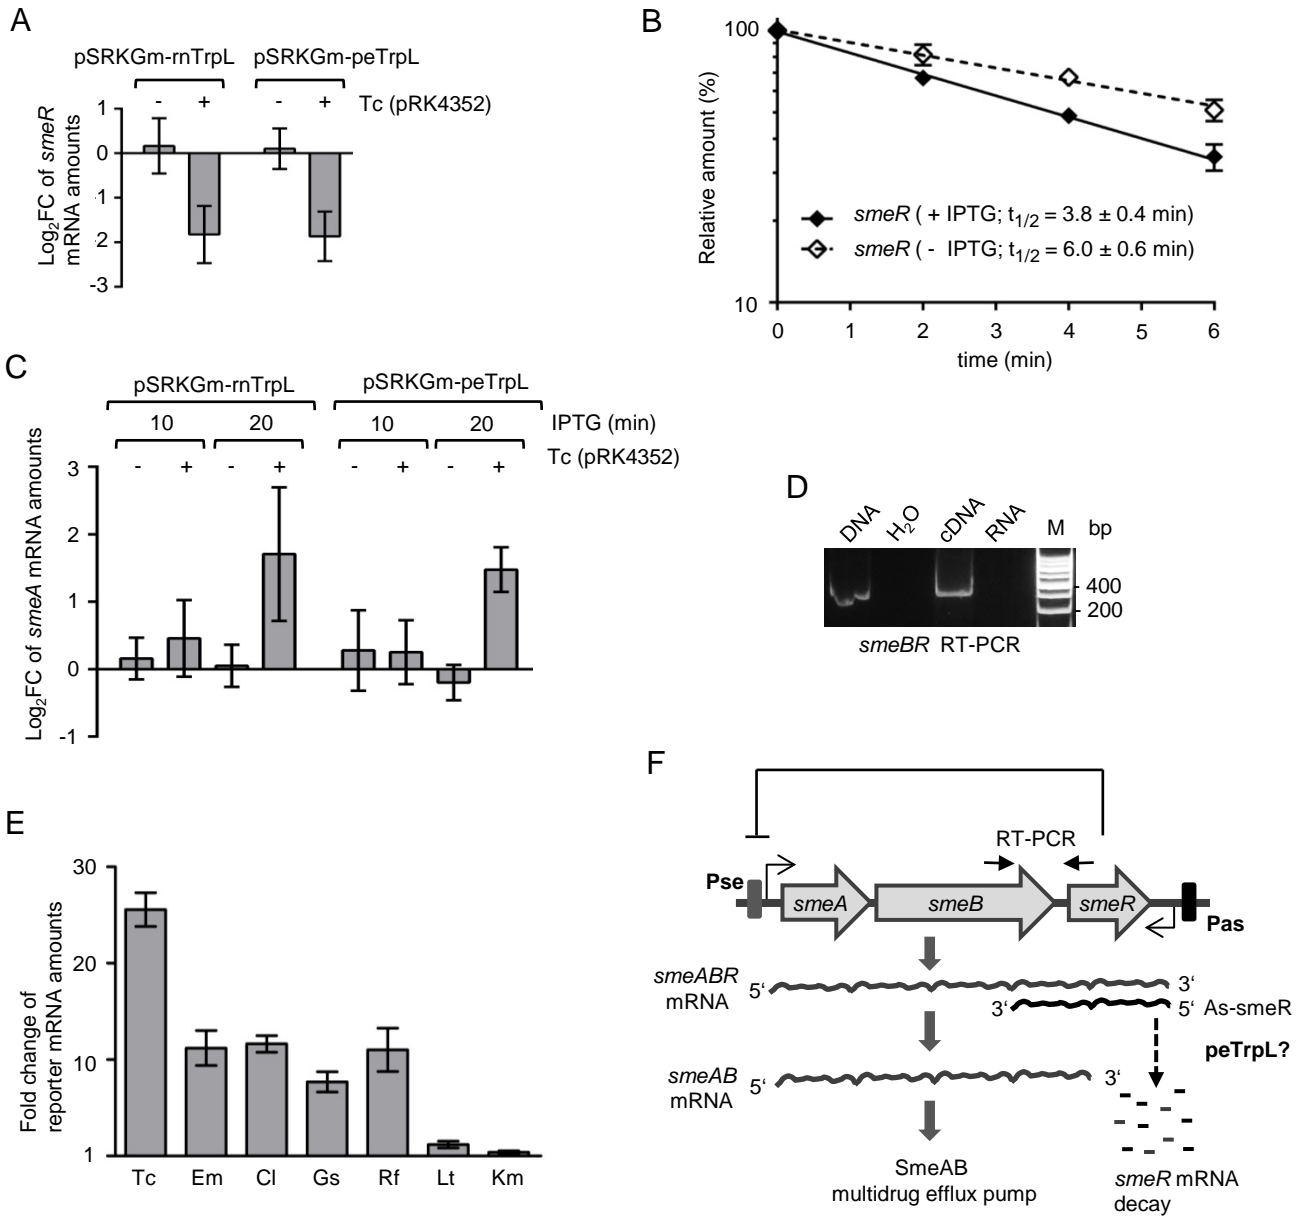 A
pSRKGm-rnTrpL pSRKGm-peTrpL
- + - + Tc (pRK4352)
Log2FC of smeR
mRNA amounts
1
0
-1
-2
-3
B
Relative amount (%)
100
10
smeR ( + IPTG; t1/2 = 3.8 ± 0.4 min)
smeR ( - IPTG; t1/2 = 6.0 ± 0.6 min)
0 1 2 3 4 5 6
time (min)
C
pSRKGm-rnTrpL pSRKGm-peTrpL
10 20 10 20 IPTG (min)
- + - + - + - + Tc (pRK4352)
Log2FC of smeA mRNA amounts
3
2
1
0
-1
D
DNA H2O cDNA RNA M bp
400
200
smeBR RT-PCR
E
Fold change of
reporter mRNA amounts
30
20
10
1
Tc Em Cl Gs Rf Lt Km
F
RT-PCR
Pse
smeA smeB smeR
Pas
smeABR
mRNA
5‘ 3‘
3‘ 5‘ As-smeR
peTrpL?
smeAB
mRNA
5‘ 3‘
SmeAB
multidrug efflux pump
smeR mRNA
decay